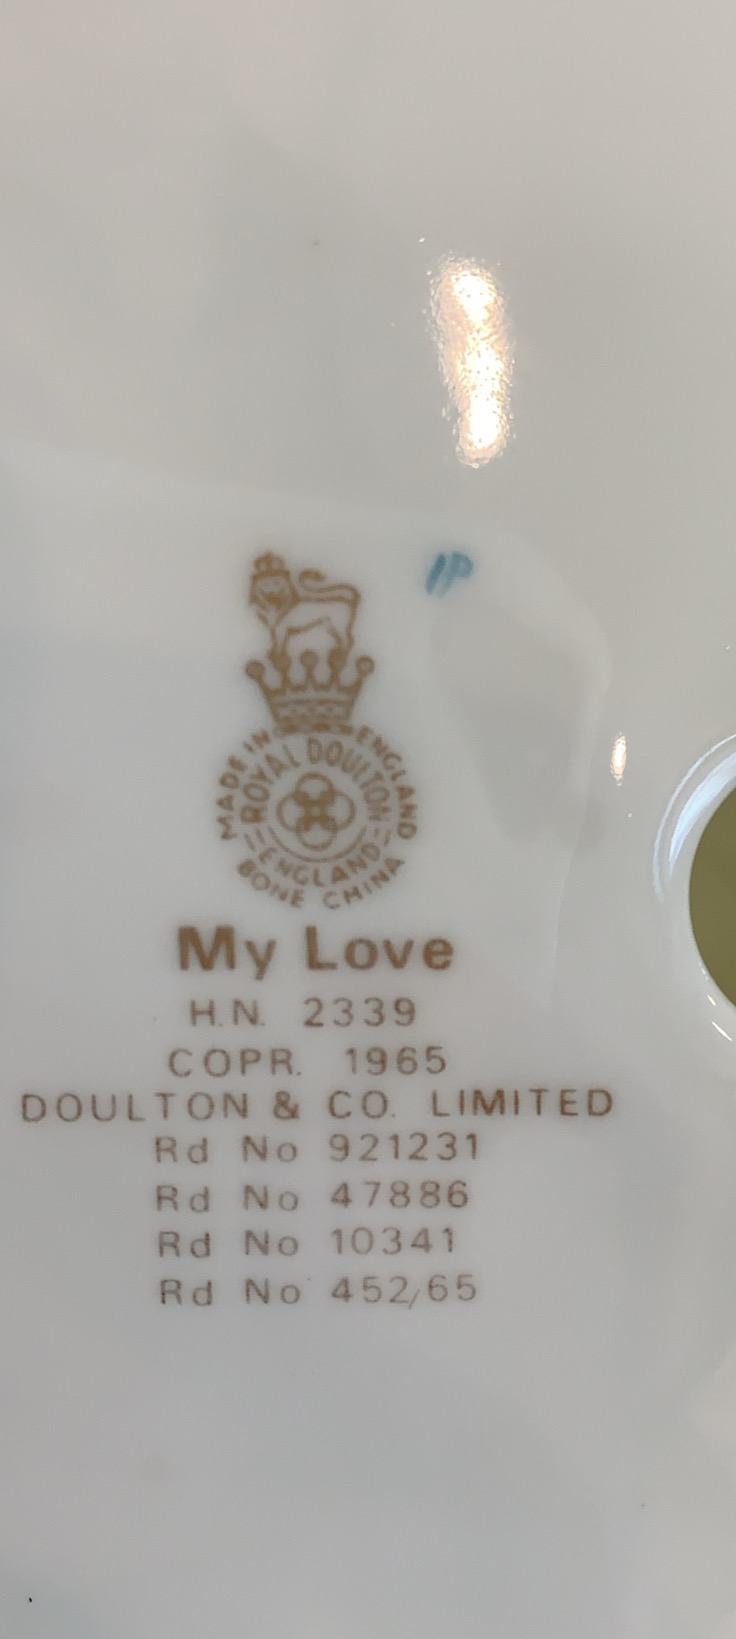 IP
MADE IN ENGLAND
ROYAL DOULTON
ENGLAND
BONE CHINA
My Love
H.N. 2339
COPR. 1965
DOULTON & CO. LIMITED
Rd No 921231
Rd No 47886
Rd No 10341
Rd No 452/65